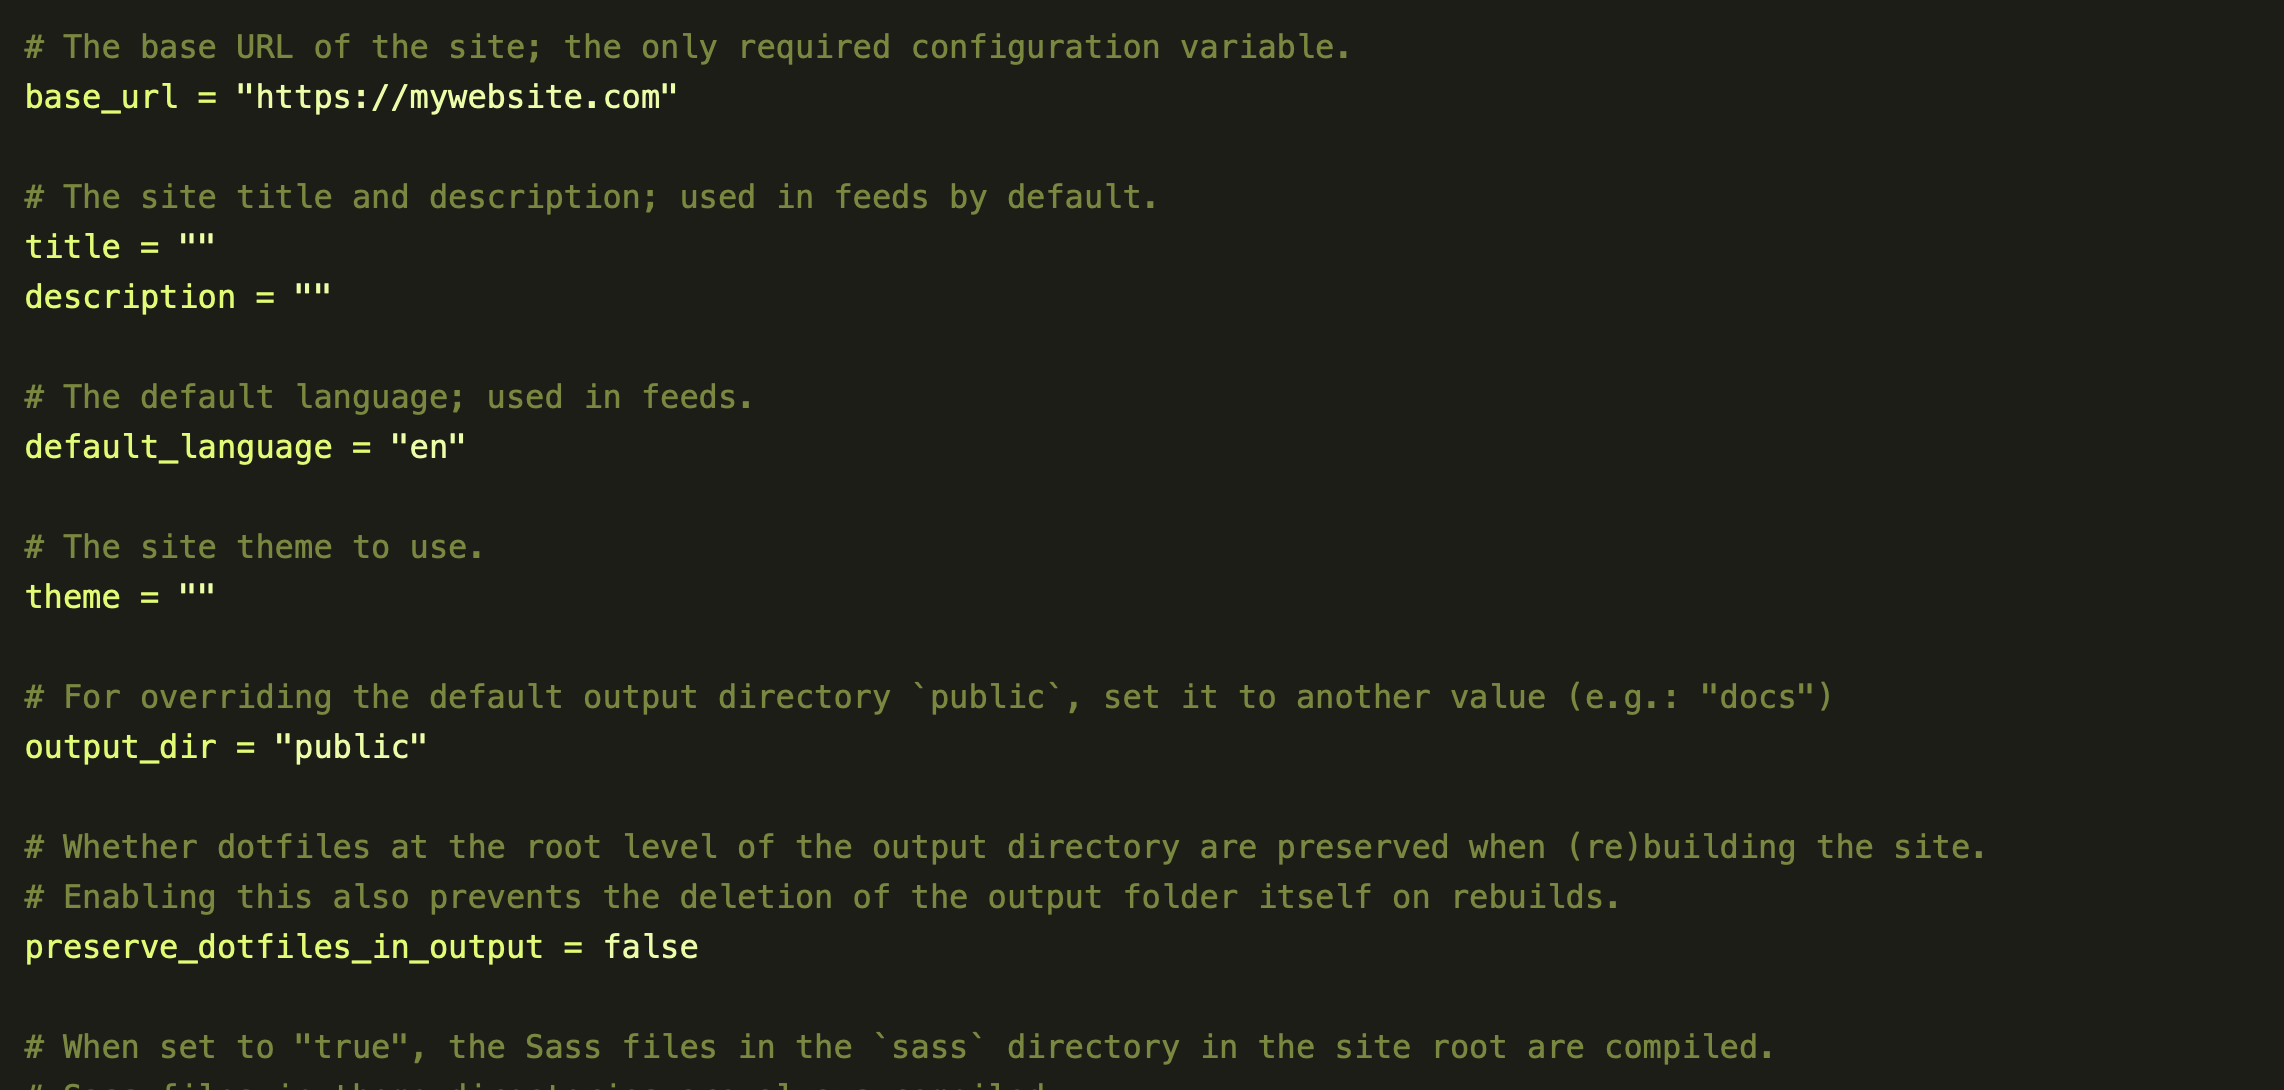 # The base URL of the site; the only required configuration variable.
base_url = "https://mywebsite.com"
# The site title and description; used in feeds by default.
title = ""
description = ""
# The default language; used in feeds.
default_language = "en"
# The site theme to use.
theme = ""
# For overriding the default output directory `public`, set it to another value (e.g.: "docs")
output_dir = "public"
# Whether dotfiles at the root level of the output directory are preserved when (re)building the site.
# Enabling this also prevents the deletion of the output folder itself on rebuilds.
preserve_dotfiles_in_output = false
# When set to "true", the Sass files in the `sass` directory in the site root are compiled.